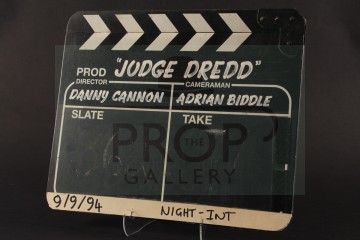 PROD "JUDGE DREDD"
DIRECTOR CAMERAMAN
DANNY CANNON ADRIAN BIDDLE
SLATE TAKE
THE
PROP
GALLERY
9/9/94 NIGHT-INT